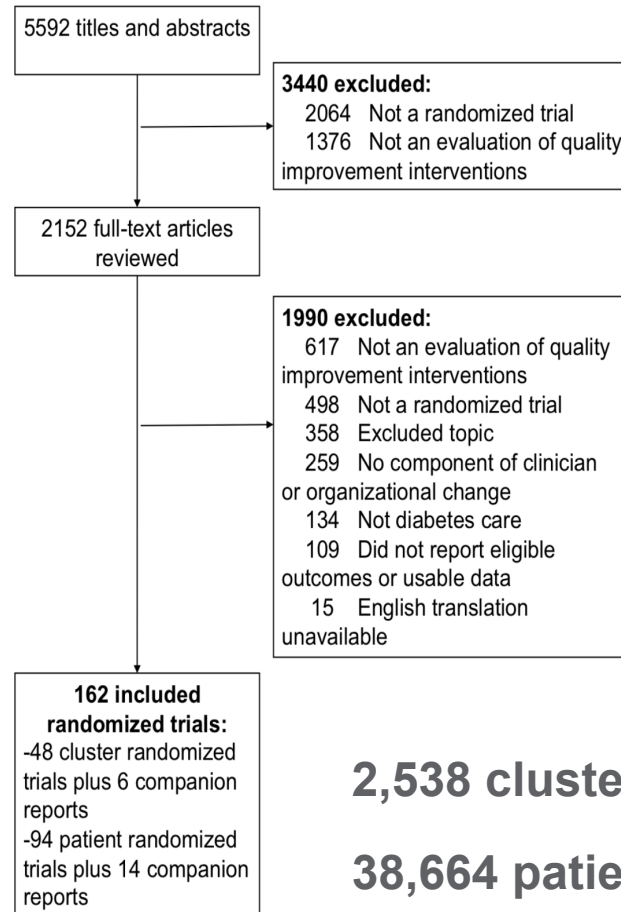 5592 titles and abstracts
3440 excluded:
2064 Not a randomized trial
1376 Not an evaluation of quality
improvement interventions
2152 full-text articles
reviewed
1990 excluded:
617 Not an evaluation of quality
improvement interventions
498 Not a randomized trial
358 Excluded topic
259 No component of clinician
or organizational change
134 Not diabetes care
109 Did not report eligible
outcomes or usable data
15 English translation
unavailable
162 included
randomized trials:
-48 cluster randomized
trials plus 6 companion
reports
-94 patient randomized
trials plus 14 companion
reports
2,538 cluste
38,664 patie